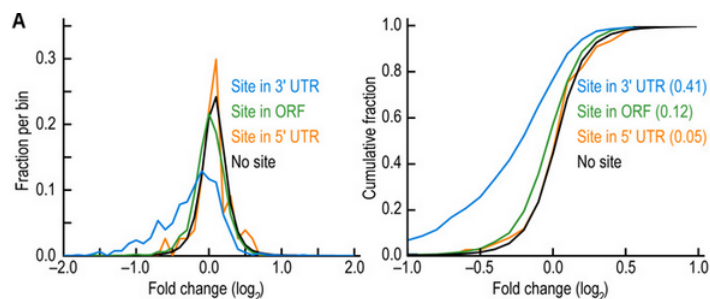 A
Fraction per bin
0.3
0.2
0.1
0.0
Site in 3' UTR
Site in ORF
Site in 5' UTR
No site
−2.0
−1.0
0.0
1.0
2.0
Fold change (log2)
Cumulative fraction
1.0
0.8
0.6
0.4
0.2
0.0
Site in 3' UTR (0.41)
Site in ORF (0.12)
Site in 5' UTR (0.05)
No site
−1.0
−0.5
0.0
0.5
1.0
Fold change (log2)